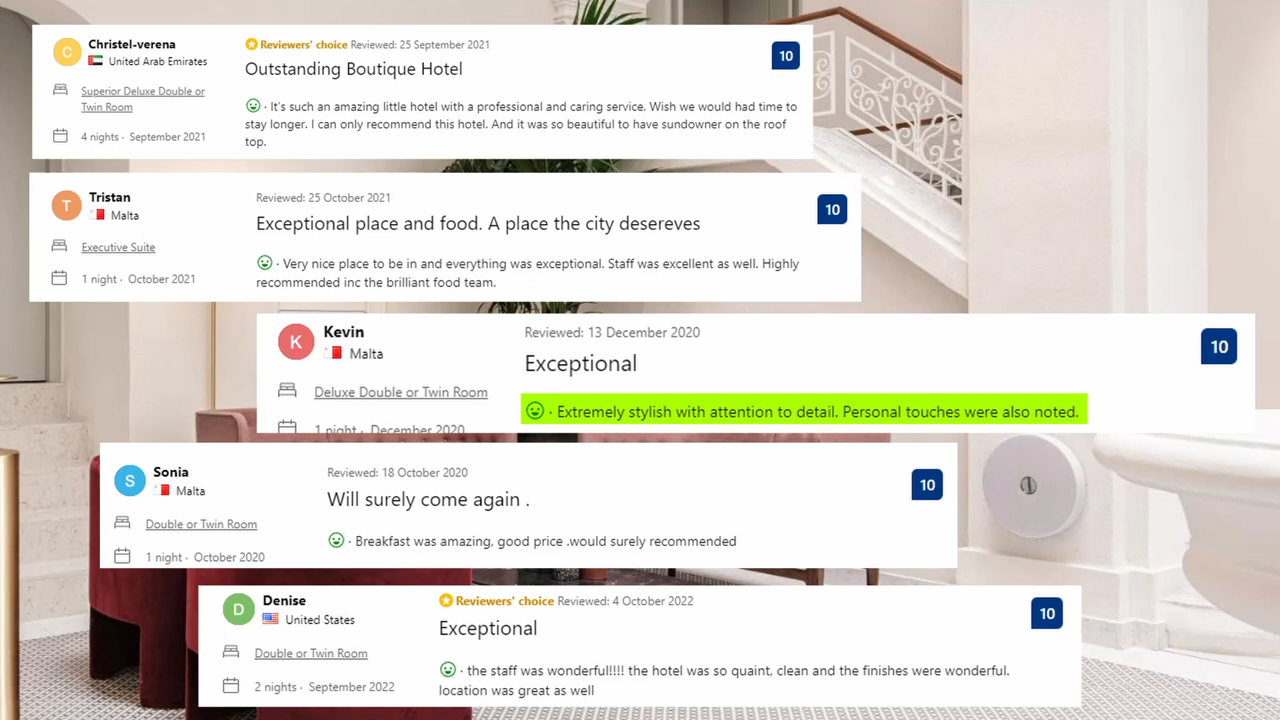 C
Christel-verena
United Arab Emirates
Superior Deluxe Double or
Twin Room
4 nights · September 2021
Reviewers' choice Reviewed: 25 September 2021
Outstanding Boutique Hotel
10
· It's such an amazing little hotel with a professional and caring service. Wish we would had time to
stay longer. I can only recommend this hotel. And it was so beautiful to have sundowner on the roof
top.
T
Tristan
Malta
Executive Suite
1 night · October 2021
Reviewed: 25 October 2021
Exceptional place and food. A place the city desereves
10
· Very nice place to be in and everything was exceptional. Staff was excellent as well. Highly
recommended inc the brilliant food team.
K
Kevin
Malta
Deluxe Double or Twin Room
1 night · December 2020
Reviewed: 13 December 2020
Exceptional
10
· Extremely stylish with attention to detail. Personal touches were also noted.
S
Sonia
Malta
Double or Twin Room
1 night · October 2020
Reviewed: 18 October 2020
Will surely come again .
10
· Breakfast was amazing, good price .would surely recommended
D
Denise
United States
Double or Twin Room
2 nights · September 2022
Reviewers' choice Reviewed: 4 October 2022
Exceptional
10
· the staff was wonderful!!!! the hotel was so quaint, clean and the finishes were wonderful.
location was great as well